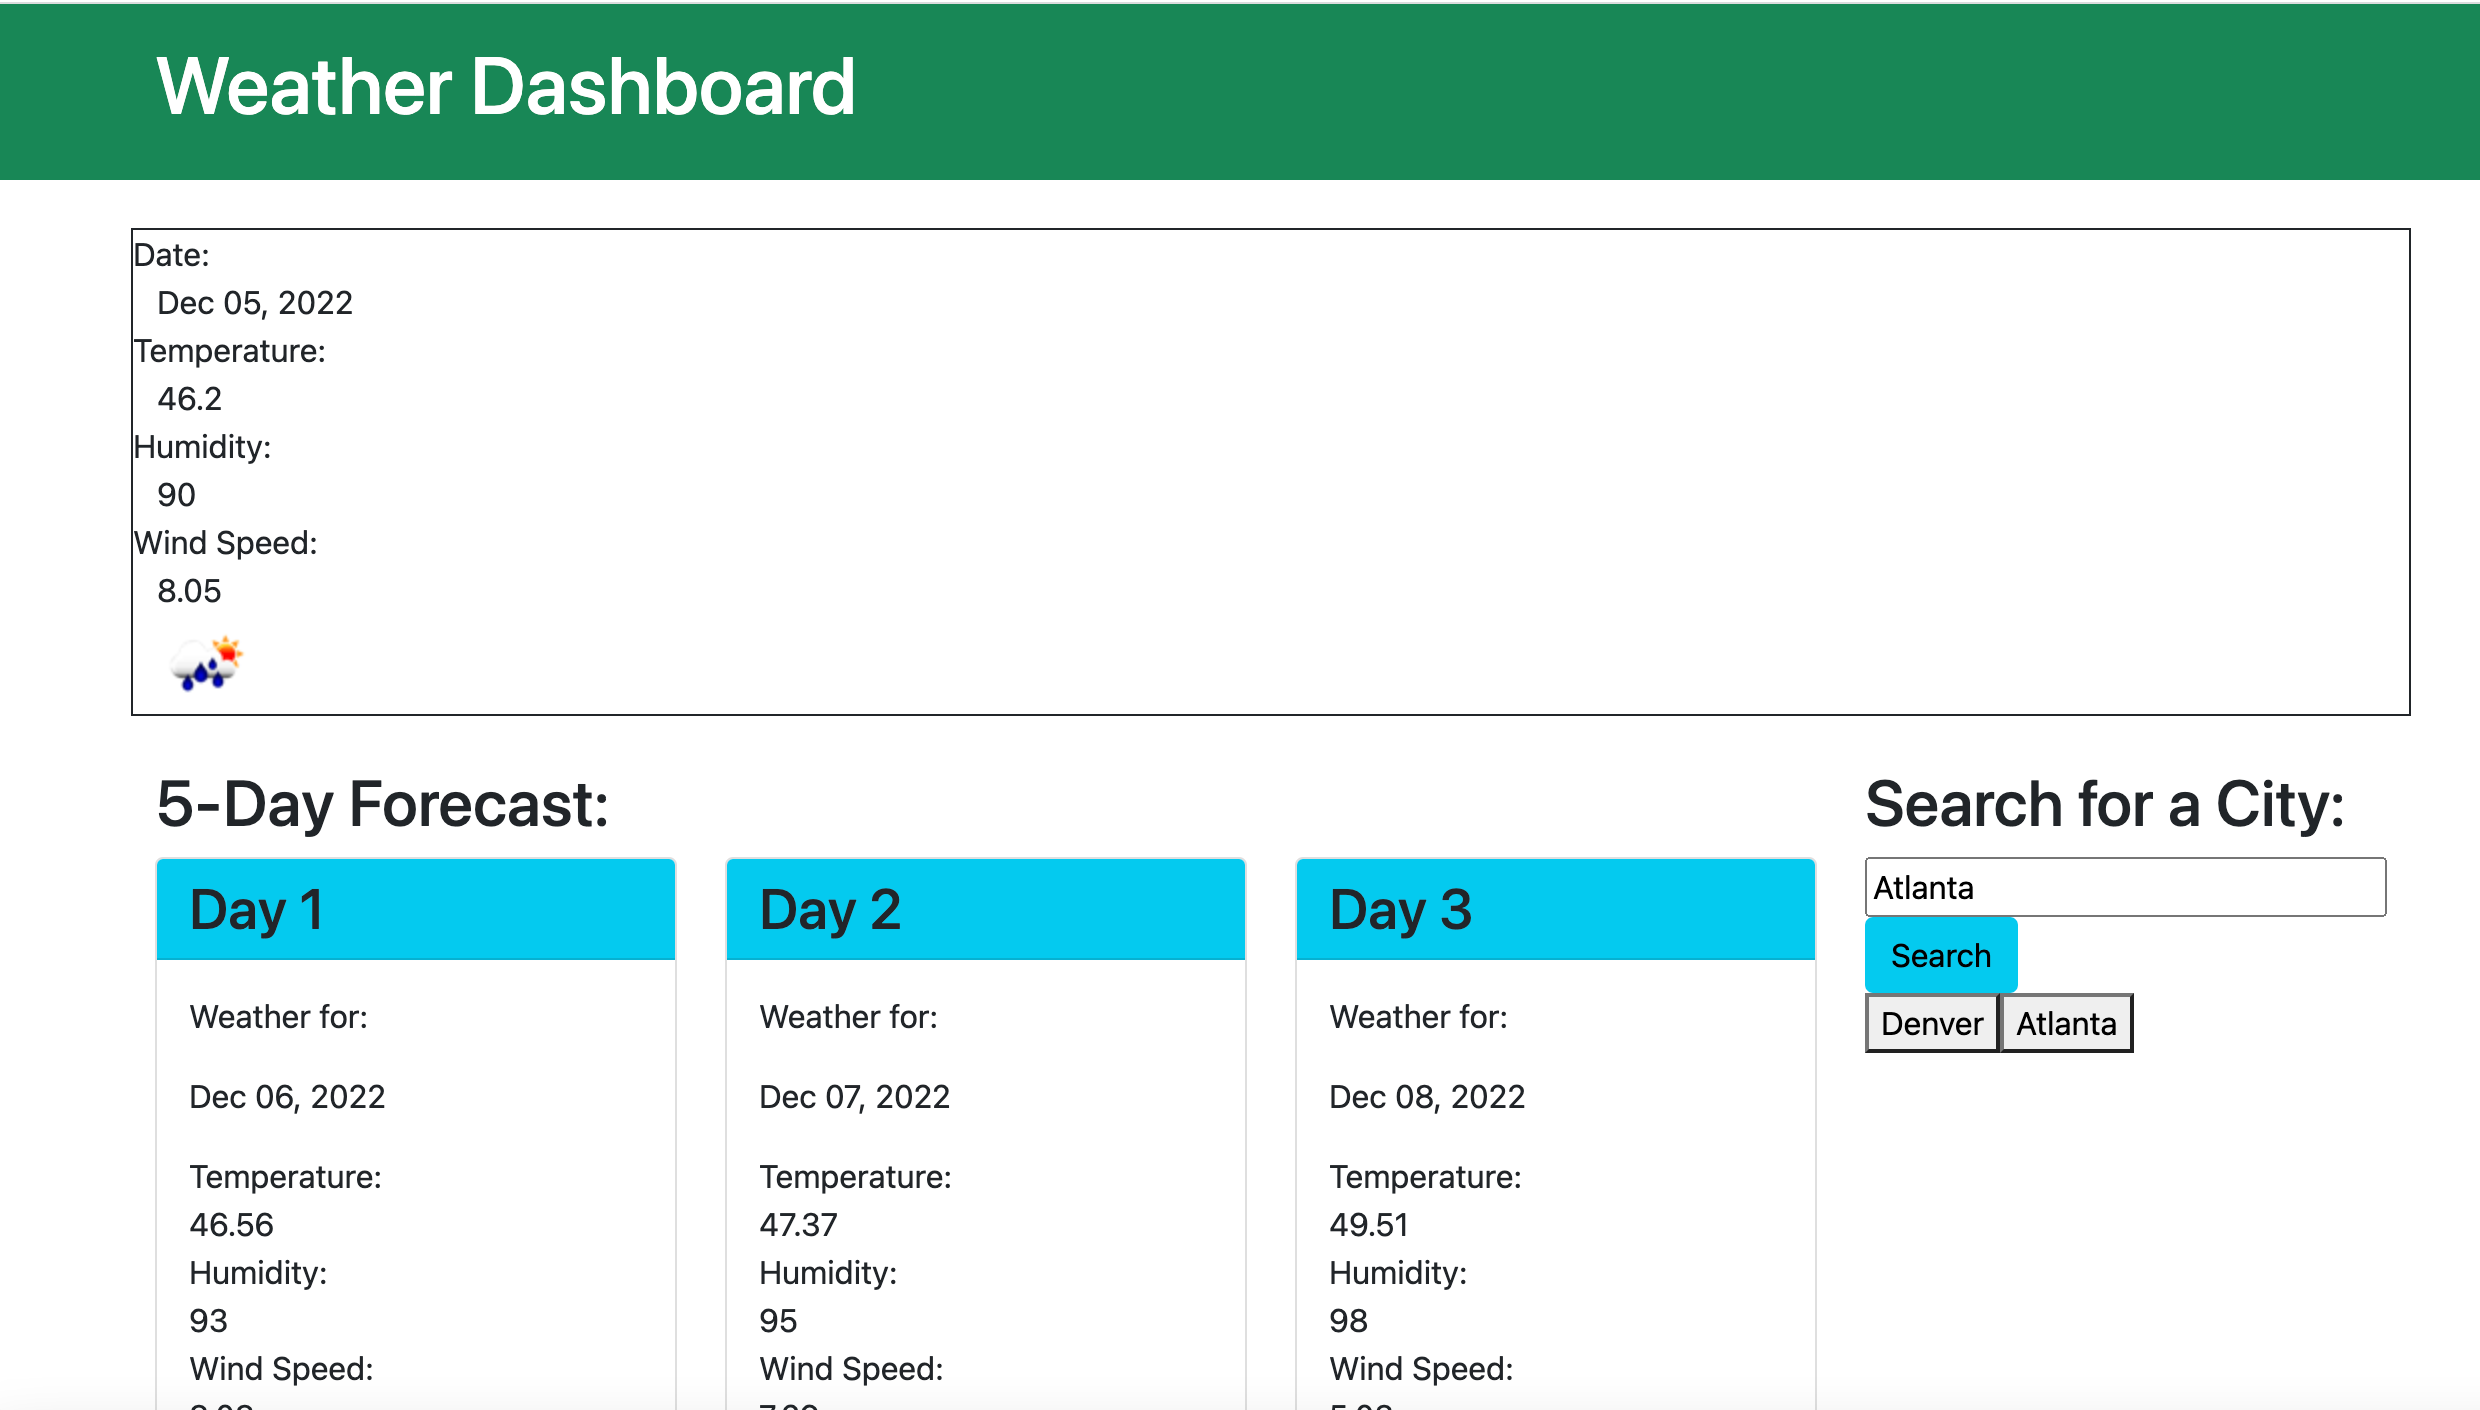 Weather Dashboard
Date:
Dec 05, 2022
Temperature:
46.2
Humidity:
90
Wind Speed:
8.05
5-Day Forecast:
Day 1
Weather for:
Dec 06, 2022
Temperature:
46.56
Humidity:
93
Wind Speed:
Day 2
Weather for:
Dec 07, 2022
Temperature:
47.37
Humidity:
95
Wind Speed:
Day 3
Weather for:
Dec 08, 2022
Temperature:
49.51
Humidity:
98
Wind Speed:
Search for a City:
Atlanta
Search
Denver Atlanta